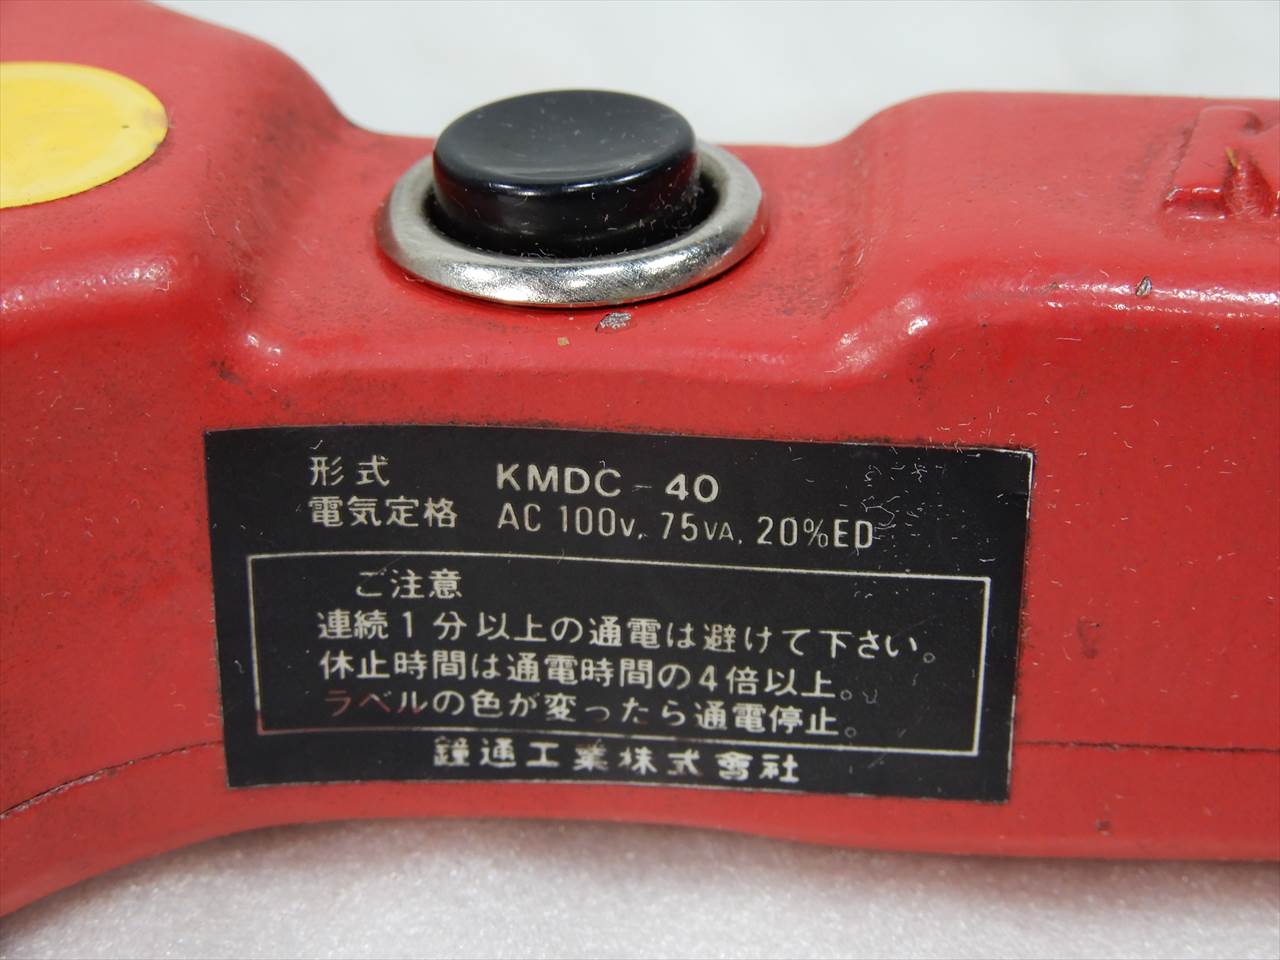 形式 KMDC-40
電気定格 AC 100V, 75VA, 20%ED
ご注意
連続1分以上の通電は避けて下さい。
休止時間は通電時間の4倍以上。
ラベルの色が変ったら通電停止。
鐘通工業株式會社